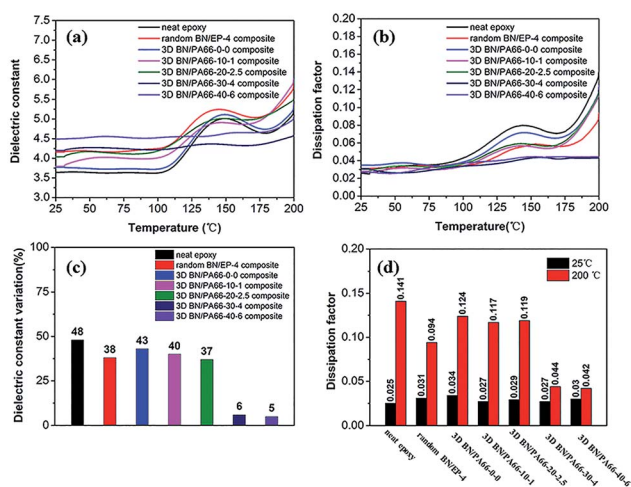 (a)
neat epoxy
random BN/EP-4 composite
3D BN/PA66-0-0 composite
3D BN/PA66-10-1 composite
3D BN/PA66-20-2.5 composite
3D BN/PA66-30-4 composite
3D BN/PA66-40-6 composite
Dielectric constant
7.5
7.0
6.5
6.0
5.5
5.0
4.5
4.0
3.5
3.0
25 50 75 100 125 150 175 200
Temperature (℃)
(b)
neat epoxy
random BN/EP-4 composite
3D BN/PA66-0-0 composite
3D BN/PA66-10-1 composite
3D BN/PA66-20-2.5 composite
3D BN/PA66-30-4 composite
3D BN/PA66-40-6 composite
Dissipation factor
0.20
0.18
0.16
0.14
0.12
0.10
0.08
0.06
0.04
0.02
0.00
25 50 75 100 125 150 175 200
Temperature(℃)
(c)
neat epoxy
random BN/EP-4 composite
3D BN/PA66-0-0 composite
3D BN/PA66-10-1 composite
3D BN/PA66-20-2.5 composite
3D BN/PA66-30-4 composite
3D BN/PA66-40-6 composite
Dielectric constant variation(%)
100
75
50
25
0
48 38 43 40 37 6 5
(d)
25℃
200 ℃
Dissipation factor
0.20
0.15
0.10
0.05
0.00
0.025 0.141 0.031 0.094 0.034 0.124 0.027 0.117 0.029 0.119 0.027 0.044 0.03 0.042
neat epoxy
random BN/EP-4
3D BN/PA66-0-0
3D BN/PA66-10-1
3D BN/PA66-20-2.5
3D BN/PA66-30-4
3D BN/PA66-40-6